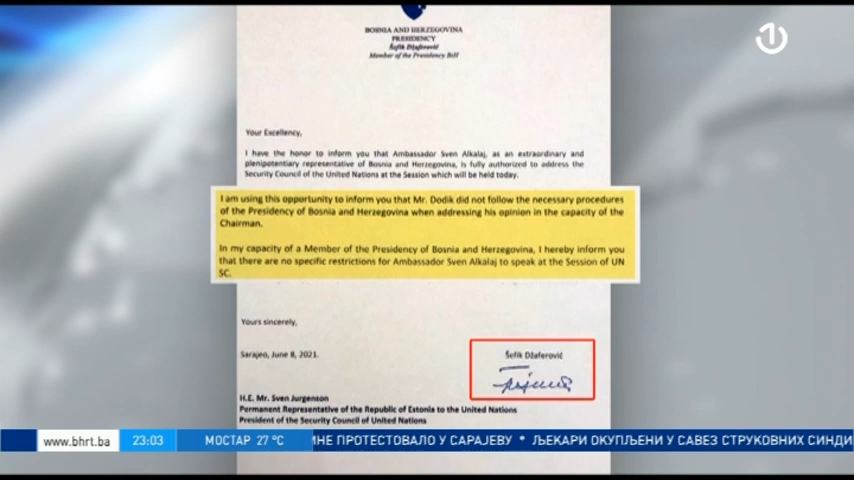 BOSNIA AND HERZEGOVINA
PRESIDENCY
Šefik Džaferović
Member of the Presidency BiH
Your Excellency,
I have the honor to inform you that Ambassador Sven Alkalaj, as an extraordinary and
plenipotentiary representative of Bosnia and Herzegovina, is fully authorized to address the
Security Council of the United Nations at the Session which will be held today.
I am using this opportunity to inform you that Mr. Dodik did not follow the necessary procedures
of the Presidency of Bosnia and Herzegovina when addressing his opinion in the capacity of the
Chairman.
In my capacity of a Member of the Presidency of Bosnia and Herzegovina, I hereby inform you
that there are no specific restrictions for Ambassador Sven Alkalaj to speak at the Session of UN
SC.
Yours sincerely,
Sarajeo, June 8, 2021.
Šefik Džaferović
H.E. Mr. Sven Jurgenson
Permanent Representative of the Republic of Estonia to the United Nations
President of the Security Council of United Nations
www.bhrt.ba 23:03 МОСТАР 27 °C ИНЕ ПРОТЕСТОВАЛО У САРАЈЕВУ * ЉЕКАРИ ОКУПЉЕНИ У САВЕЗ СТРУКОВНИХ СИНДИ